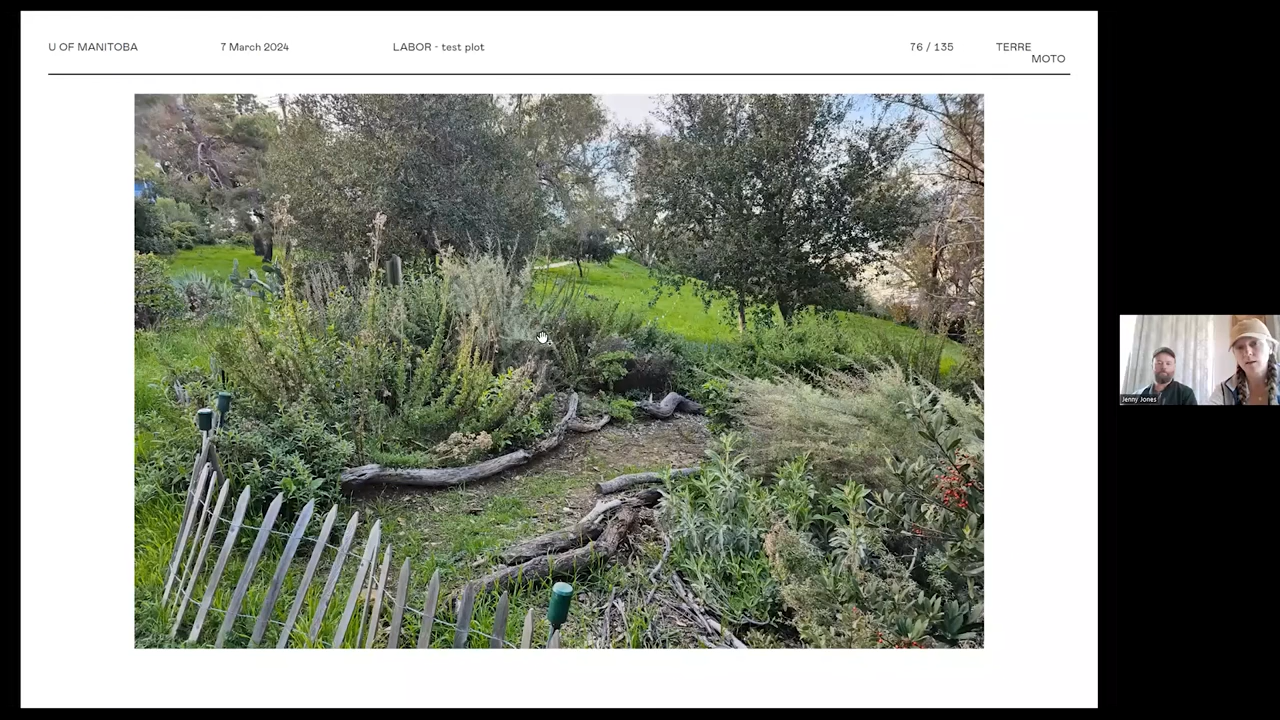 U OF MANITOBA
7 March 2024
LABOR - test plot
76 / 135
TERRE
MOTO
Jenny Jones